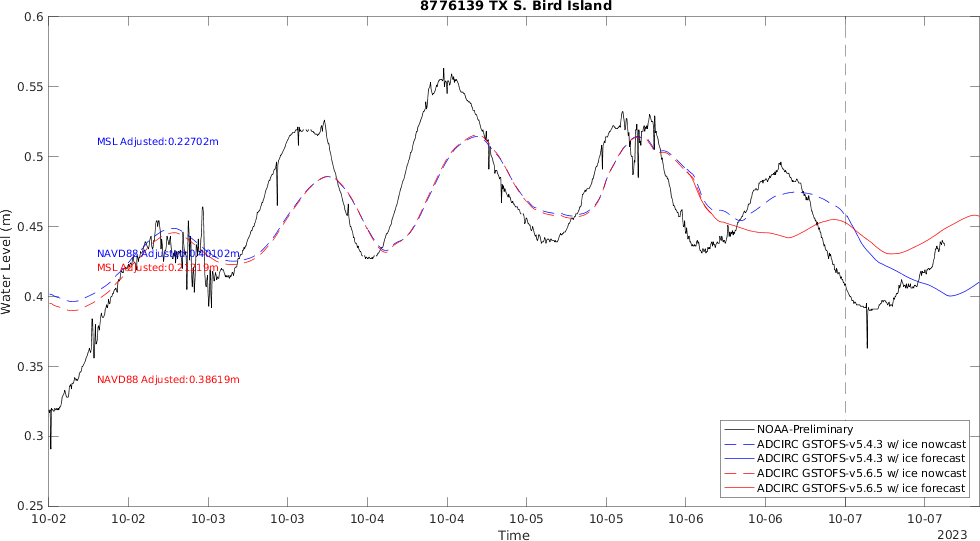 8776139 TX S. Bird Island
0.6
0.55
0.5
0.45
0.4
0.35
0.3
0.25
Water Level (m)
MSL Adjusted:0.22702m
MSL Adjusted:0.21219m
NAVD88 Adjusted:0.38619m
NOAA-Preliminary
ADCIRC GSTOFS-v5.4.3 w/ ice nowcast
ADCIRC GSTOFS-v5.4.3 w/ ice forecast
ADCIRC GSTOFS-v5.6.5 w/ ice nowcast
ADCIRC GSTOFS-v5.6.5 w/ ice forecast
10-02 10-02 10-03 10-03 10-04 10-04 10-05 10-05 10-06 10-06 10-07 10-07
Time
2023